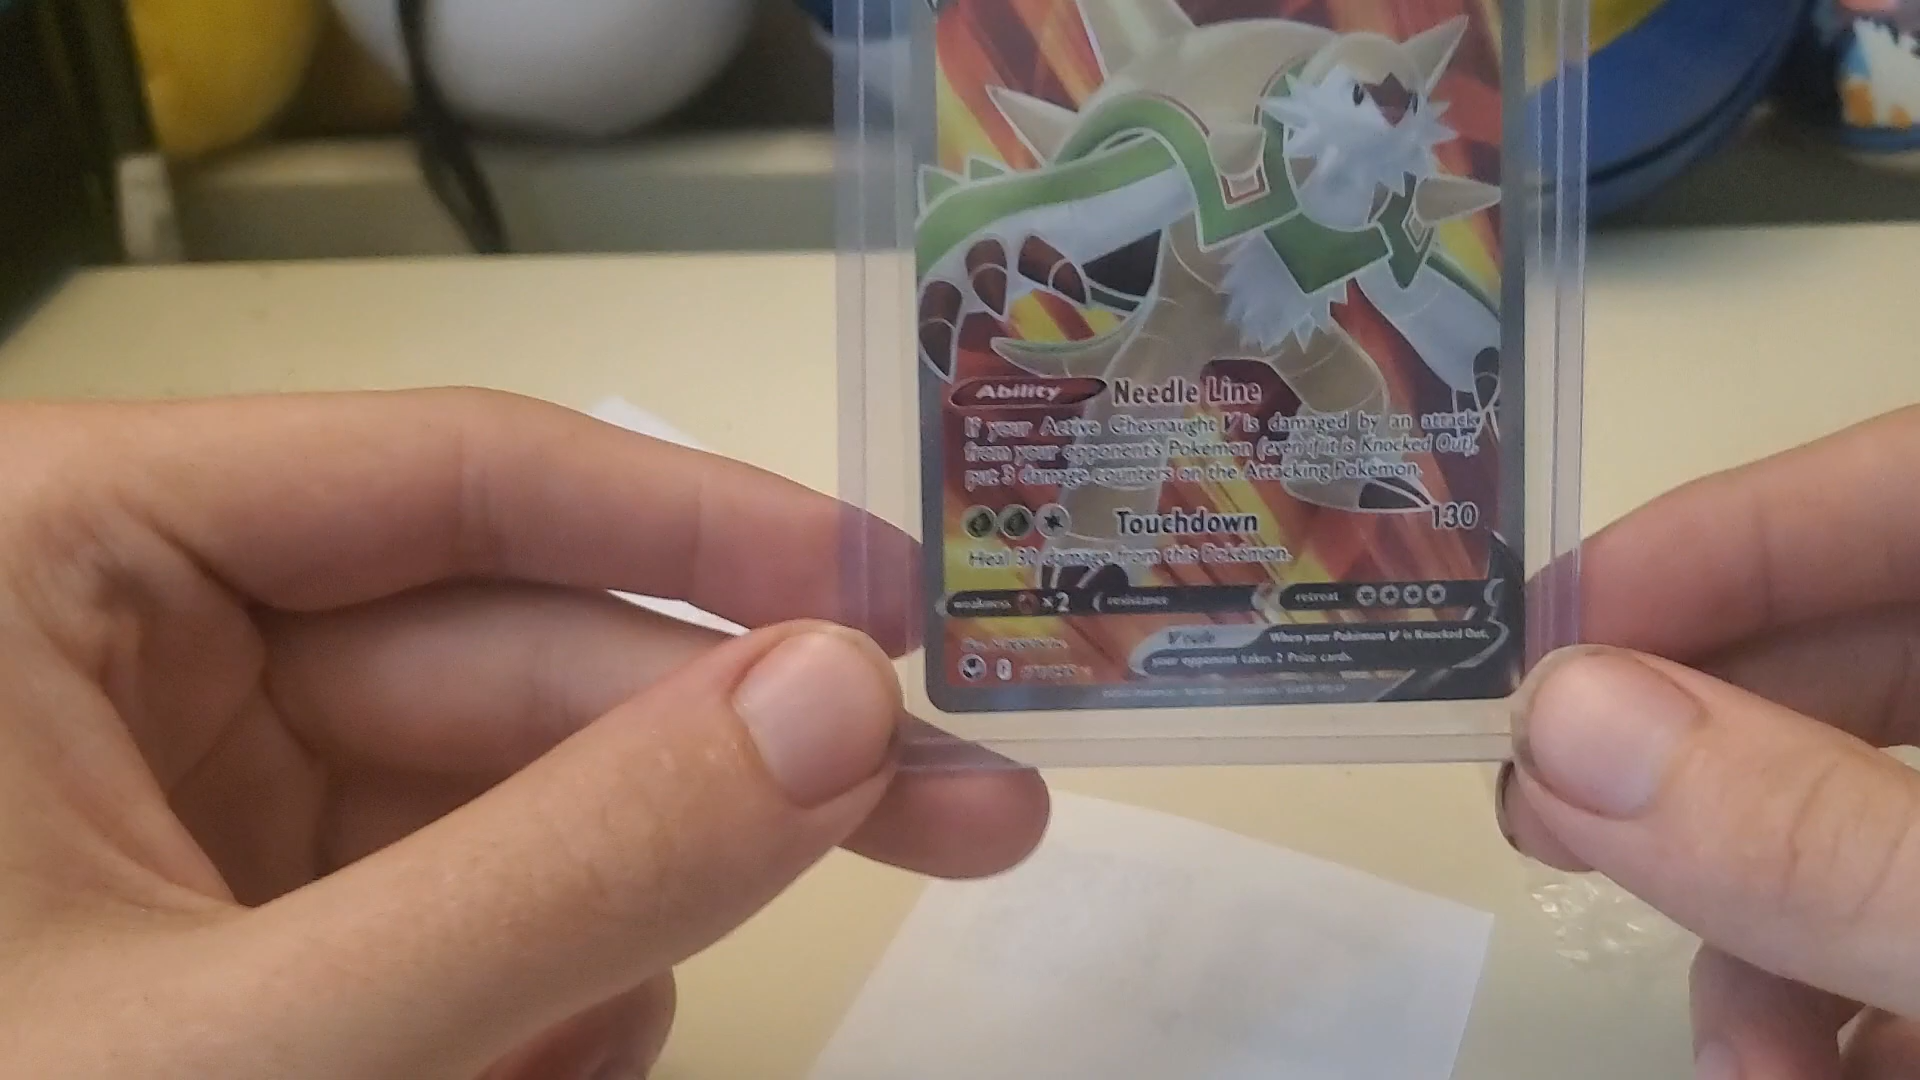 Ability Needle Line
If your Active Chesnaught V is damaged by an attack
from your opponent's Pokémon (even if it is Knocked Out),
put 3 damage counters on the Attacking Pokémon.
Touchdown 130
Heal 30 damage from this Pokémon.
weakness ×2 resistance retreat
V rule When your Pokémon V is Knocked Out,
your opponent takes 2 Prize cards.